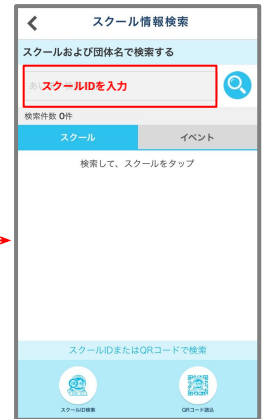 スクール情報検索
スクールおよび団体名で検索する
スクールIDを入力
検索件数 0件
スクール
イベント
検索して、スクールをタップ
スクールIDまたはQRコードで検索
スクールID検索
QRコード読込